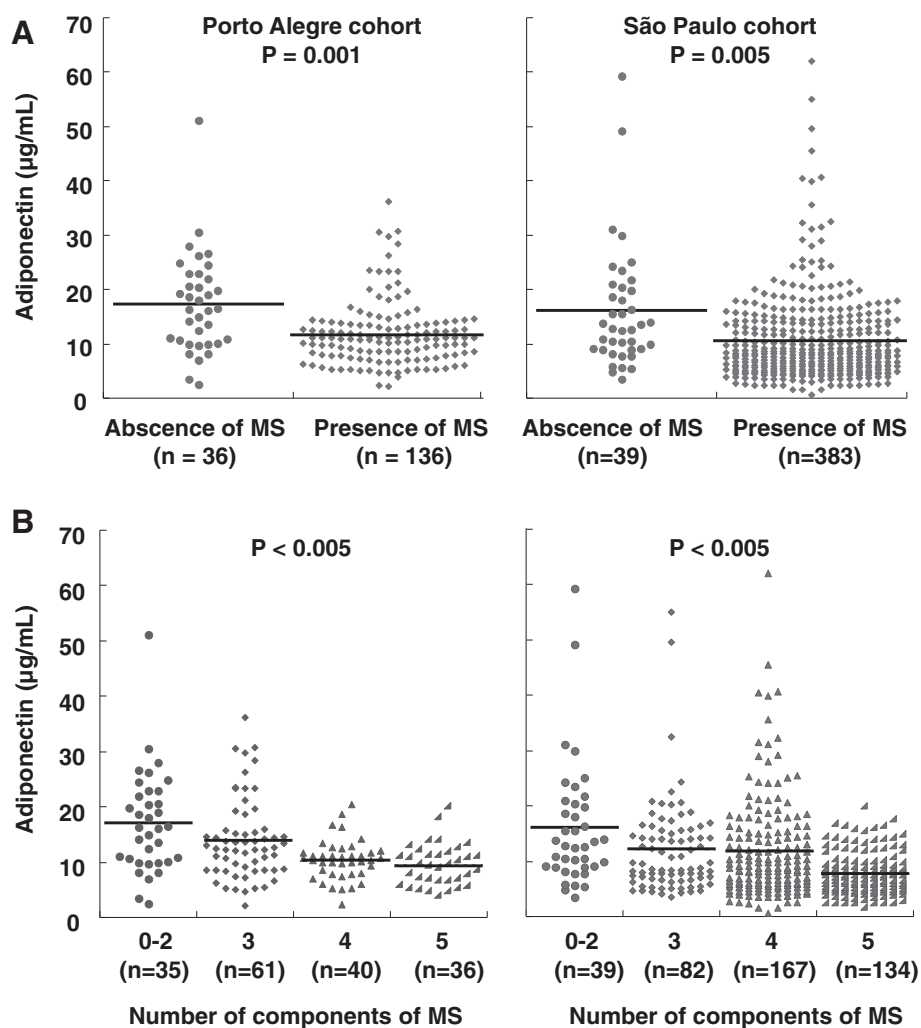 A
Porto Alegre cohort
P = 0.001
São Paulo cohort
P = 0.005
Adiponectin (µg/mL)
70
60
50
40
30
20
10
0
Abscence of MS
(n = 36)
Presence of MS
(n = 136)
Abscence of MS
(n=39)
Presence of MS
(n=383)
B
P < 0.005
P < 0.005
Adiponectin (µg/mL)
70
60
50
40
30
20
10
0
0-2
(n=35)
3
(n=61)
4
(n=40)
5
(n=36)
0-2
(n=39)
3
(n=82)
4
(n=167)
5
(n=134)
Number of components of MS
Number of components of MS